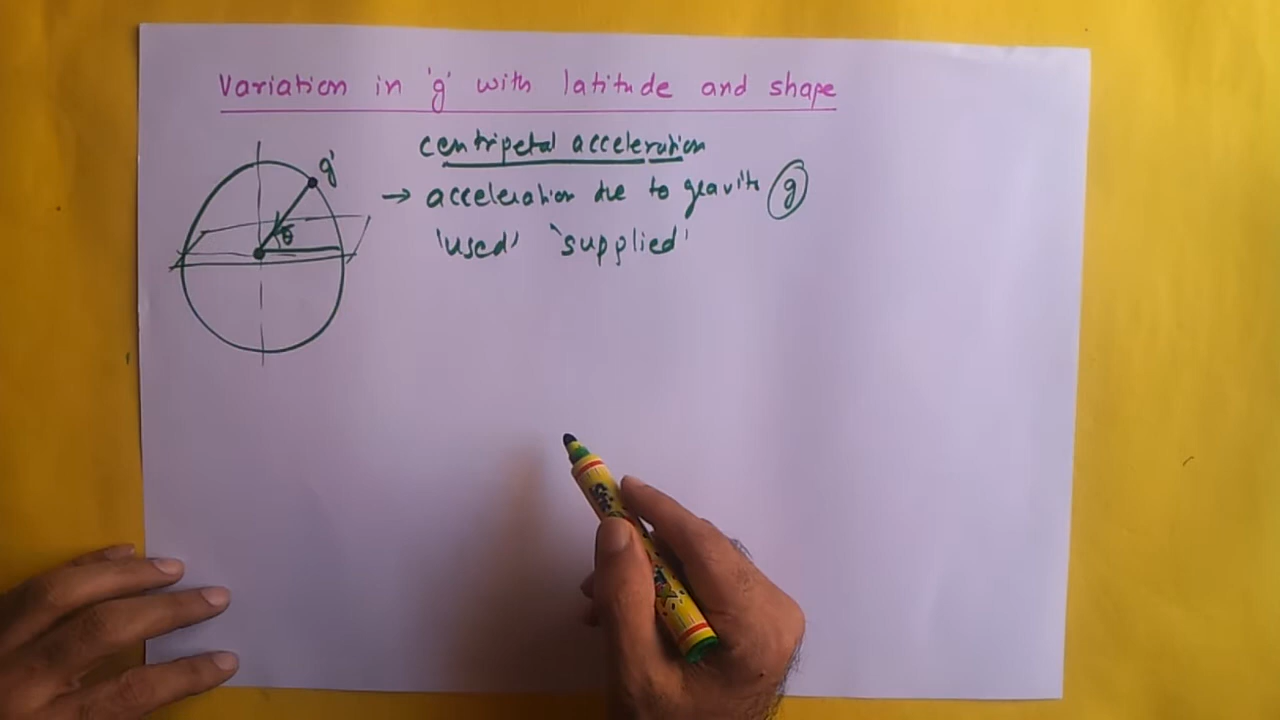 Variation in 'g' with latitude and shape
g'
θ
centripetal acceleration
→ acceleration due to gravity g
'used' 'supplied'